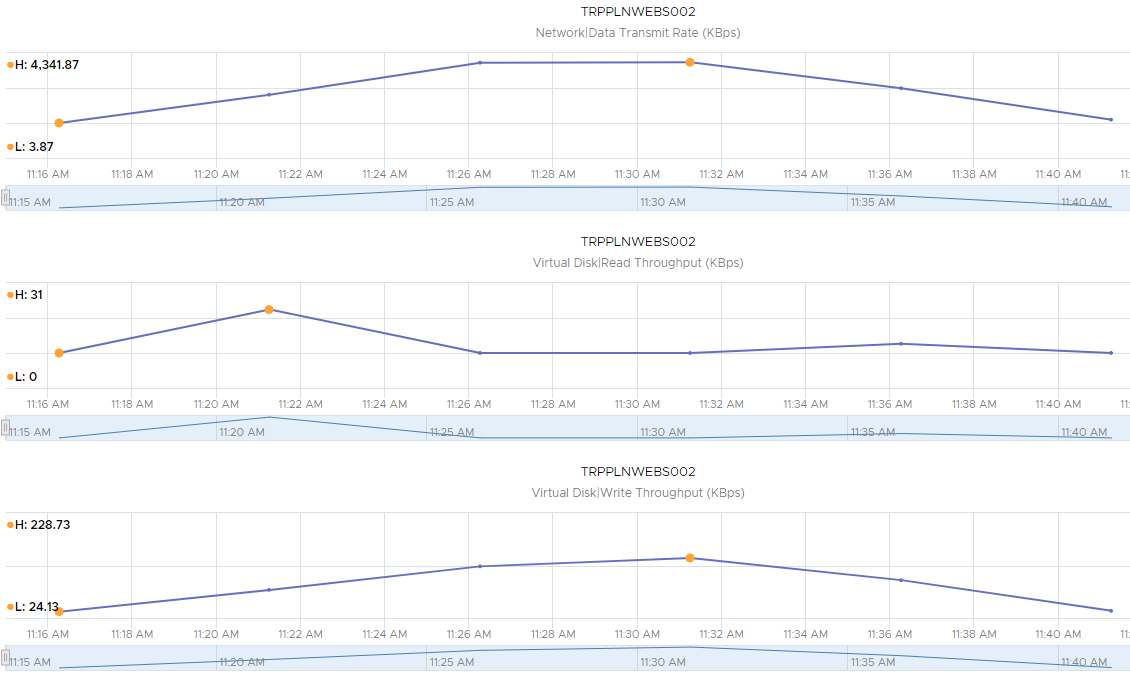 TRPPLNWEBS002
Network|Data Transmit Rate (KBps)
H: 4,341.87
L: 3.87
11:16 AM 11:18 AM 11:20 AM 11:22 AM 11:24 AM 11:26 AM 11:28 AM 11:30 AM 11:32 AM 11:34 AM 11:36 AM 11:38 AM 11:40 AM
11:15 AM 11:20 AM 11:25 AM 11:30 AM 11:35 AM 11:40 AM
TRPPLNWEBS002
Virtual Disk|Read Throughput (KBps)
H: 31
L: 0
11:16 AM 11:18 AM 11:20 AM 11:22 AM 11:24 AM 11:26 AM 11:28 AM 11:30 AM 11:32 AM 11:34 AM 11:36 AM 11:38 AM 11:40 AM
11:15 AM 11:20 AM 11:25 AM 11:30 AM 11:35 AM 11:40 AM
TRPPLNWEBS002
Virtual Disk|Write Throughput (KBps)
H: 228.73
L: 24.13
11:16 AM 11:18 AM 11:20 AM 11:22 AM 11:24 AM 11:26 AM 11:28 AM 11:30 AM 11:32 AM 11:34 AM 11:36 AM 11:38 AM 11:40 AM
11:15 AM 11:20 AM 11:25 AM 11:30 AM 11:35 AM 11:40 AM